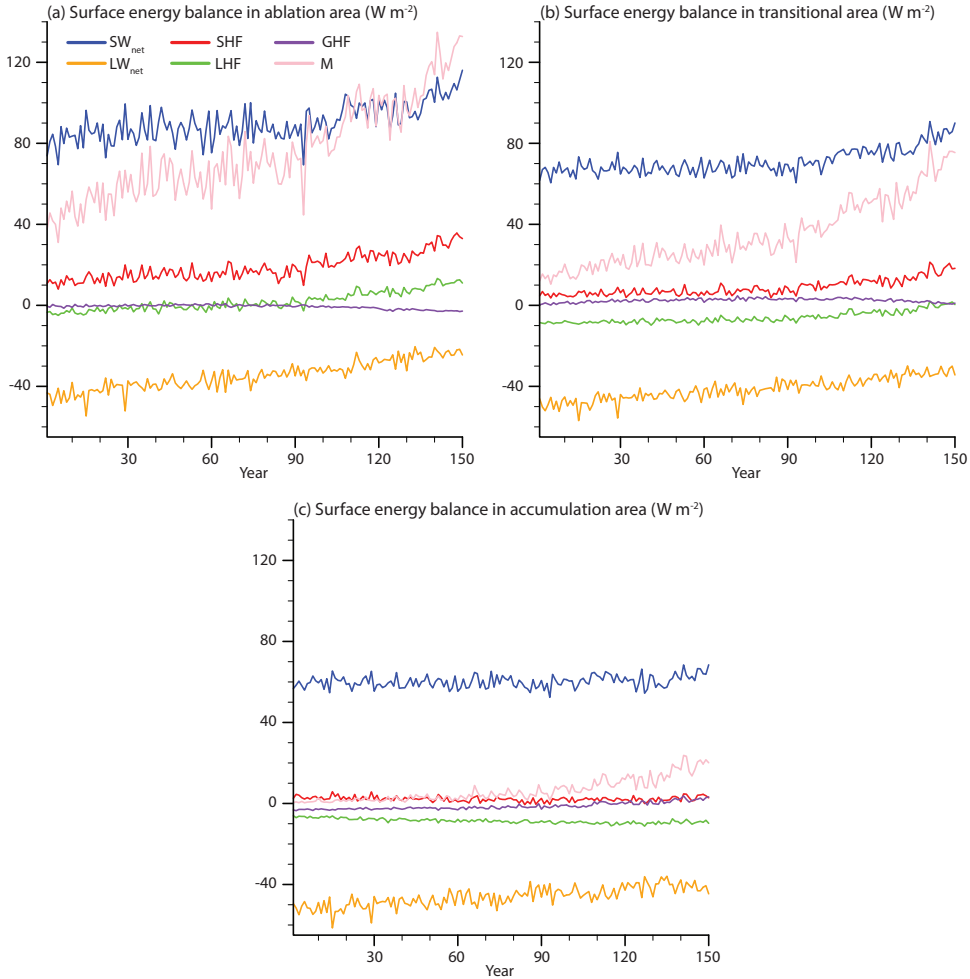 (a) Surface energy balance in ablation area (W m-2)
SWnet SHF GHF
LWnet LHF M
120
80
40
0
-40
30 60 90 120 150
Year
(b) Surface energy balance in transitional area (W m-2)
120
80
40
0
-40
30 60 90 120 150
Year
(c) Surface energy balance in accumulation area (W m-2)
120
80
40
0
-40
30 60 90 120 150
Year